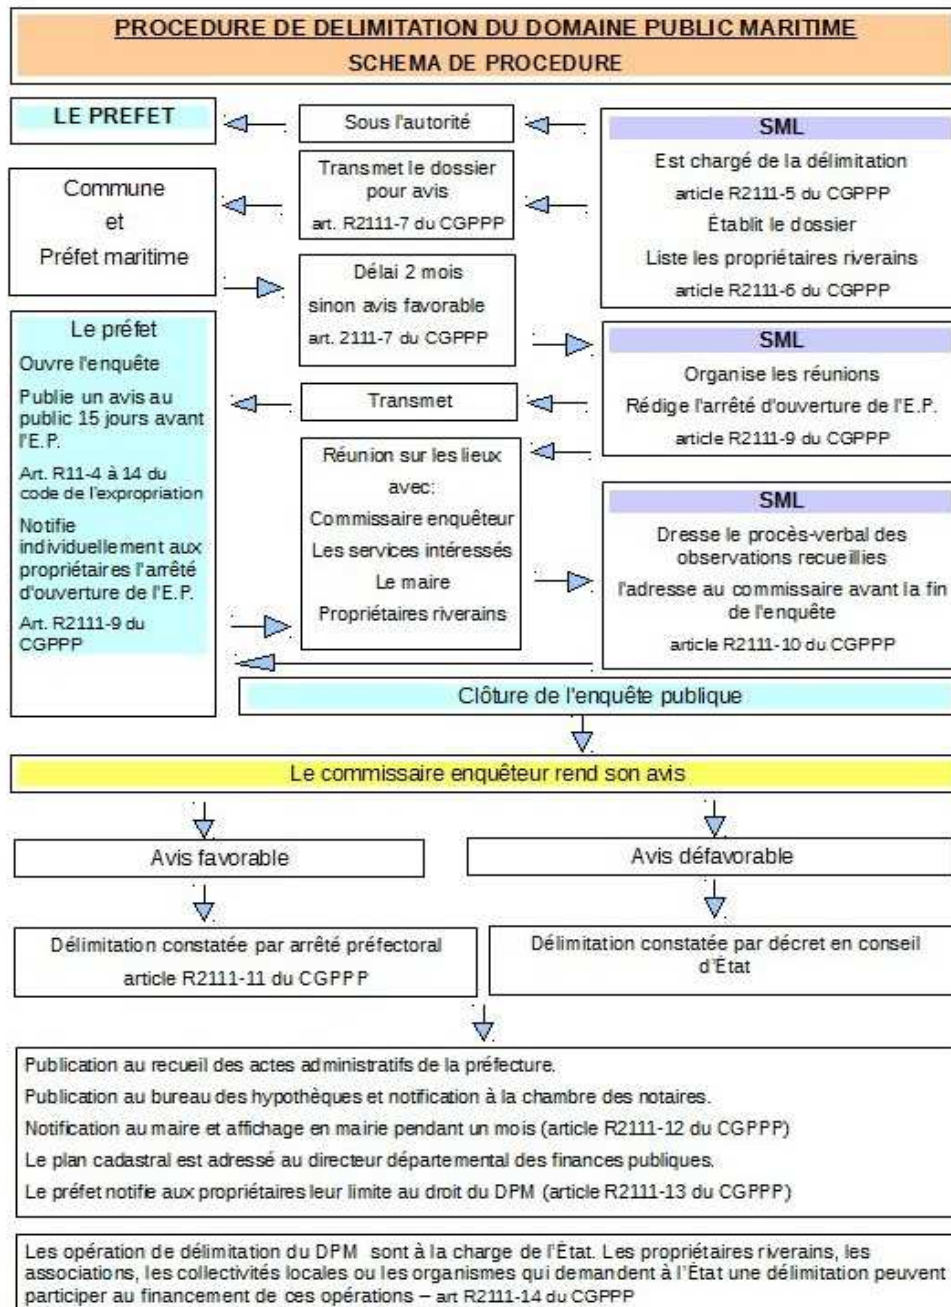 PROCEDURE DE DELIMITATION DU DOMAINE PUBLIC MARITIME
SCHEMA DE PROCEDURE
LE PREFET
Sous l'autorité
SML
Est chargé de la délimitation
article R2111-5 du CGPPP
Établit le dossier
Liste les propriétaires riverains
article R2111-6 du CGPPP
Transmet le dossier
pour avis
art. R2111-7 du CGPPP
Commune
et
Préfet maritime
Délai 2 mois
sinon avis favorable
art. 2111-7 du CGPPP
SML
Organise les réunions
Rédige l'arrêté d'ouverture de l'E.P.
article R2111-9 du CGPPP
Transmet
Le préfet
Ouvre l'enquête
Publie un avis au
public 15 jours avant
l'E.P.
Art. R11-4 à 14 du
code de l'expropriation
Notifie
individuellement aux
propriétaires l'arrêté
d'ouverture de l'E.P.
Art. R2111-9 du
CGPPP
Réunion sur les lieux
avec:
Commissaire enquêteur
Les services intéressés
Le maire
Propriétaires riverains
SML
Dresse le procès-verbal des
observations recueillies
l'adresse au commissaire avant la fin
de l'enquête
article R2111-10 du CGPPP
Clôture de l'enquête publique
Le commissaire enquêteur rend son avis
Avis favorable
Avis défavorable
Délimitation constatée par arrêté préfectoral
article R2111-11 du CGPPP
Délimitation constatée par décret en conseil
d'État
Publication au recueil des actes administratifs de la préfecture.
Publication au bureau des hypothèques et notification à la chambre des notaires.
Notification au maire et affichage en mairie pendant un mois (article R2111-12 du CGPPP)
Le plan cadastral est adressé au directeur départemental des finances publiques.
Le préfet notifie aux propriétaires leur limite au droit du DPM (article R2111-13 du CGPPP)
Les opération de délimitation du DPM sont à la charge de l'État. Les propriétaires riverains, les
associations, les collectivités locales ou les organismes qui demandent à l'État une délimitation peuvent
participer au financement de ces opérations – art R2111-14 du CGPPP